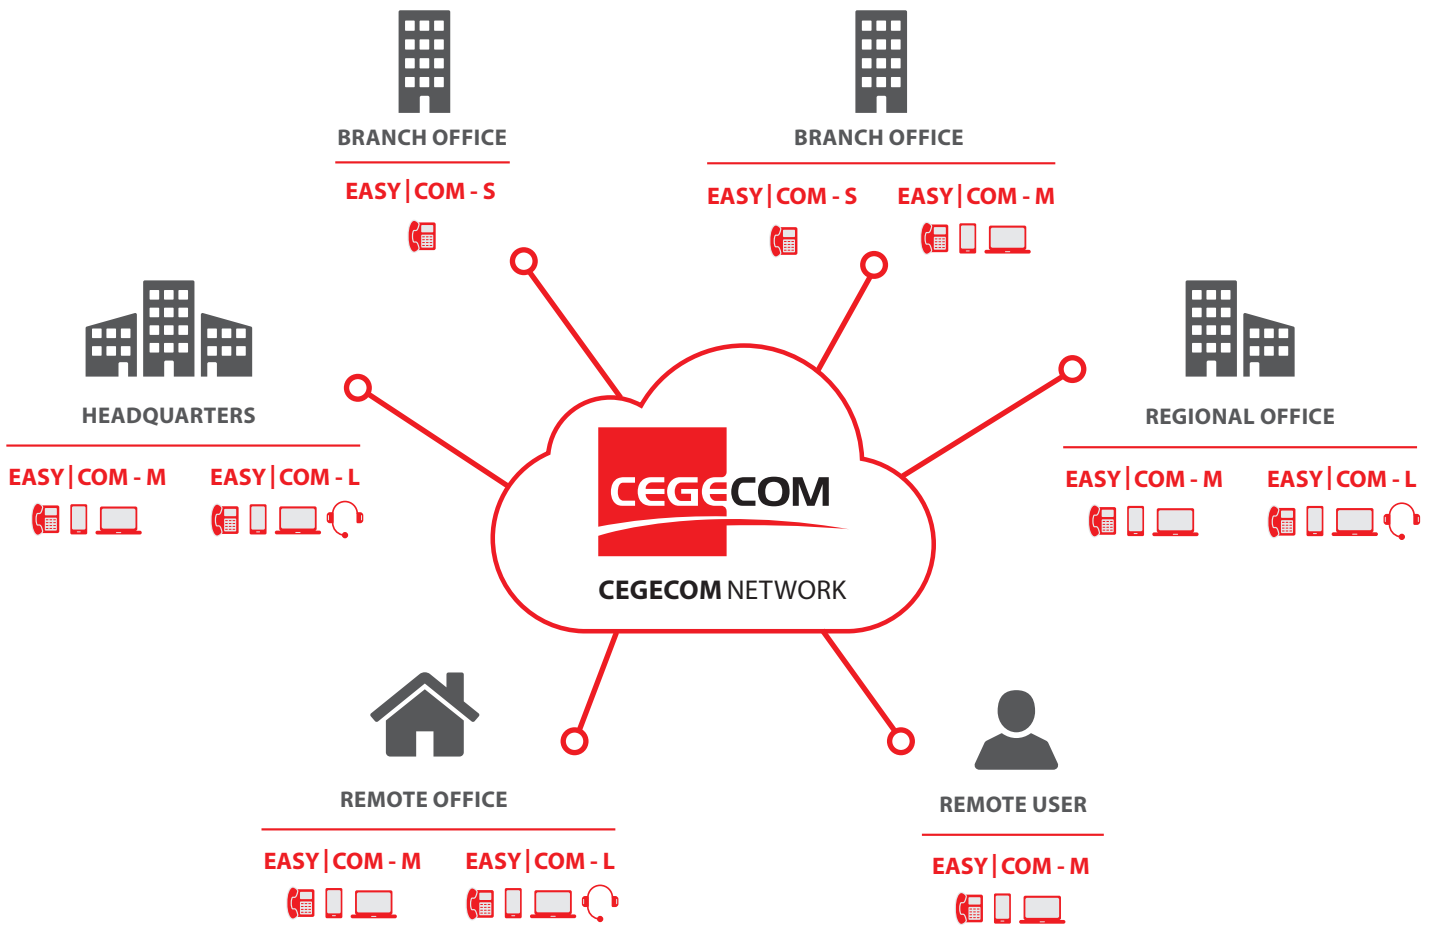 BRANCH OFFICE
EASY|COM - S
BRANCH OFFICE
EASY|COM - S
EASY|COM - M
HEADQUARTERS
EASY|COM - M
EASY|COM - L
REGIONAL OFFICE
EASY|COM - M
EASY|COM - L
CEGECOM
CEGECOM NETWORK
REMOTE OFFICE
EASY|COM - M
EASY|COM - L
REMOTE USER
EASY|COM - M